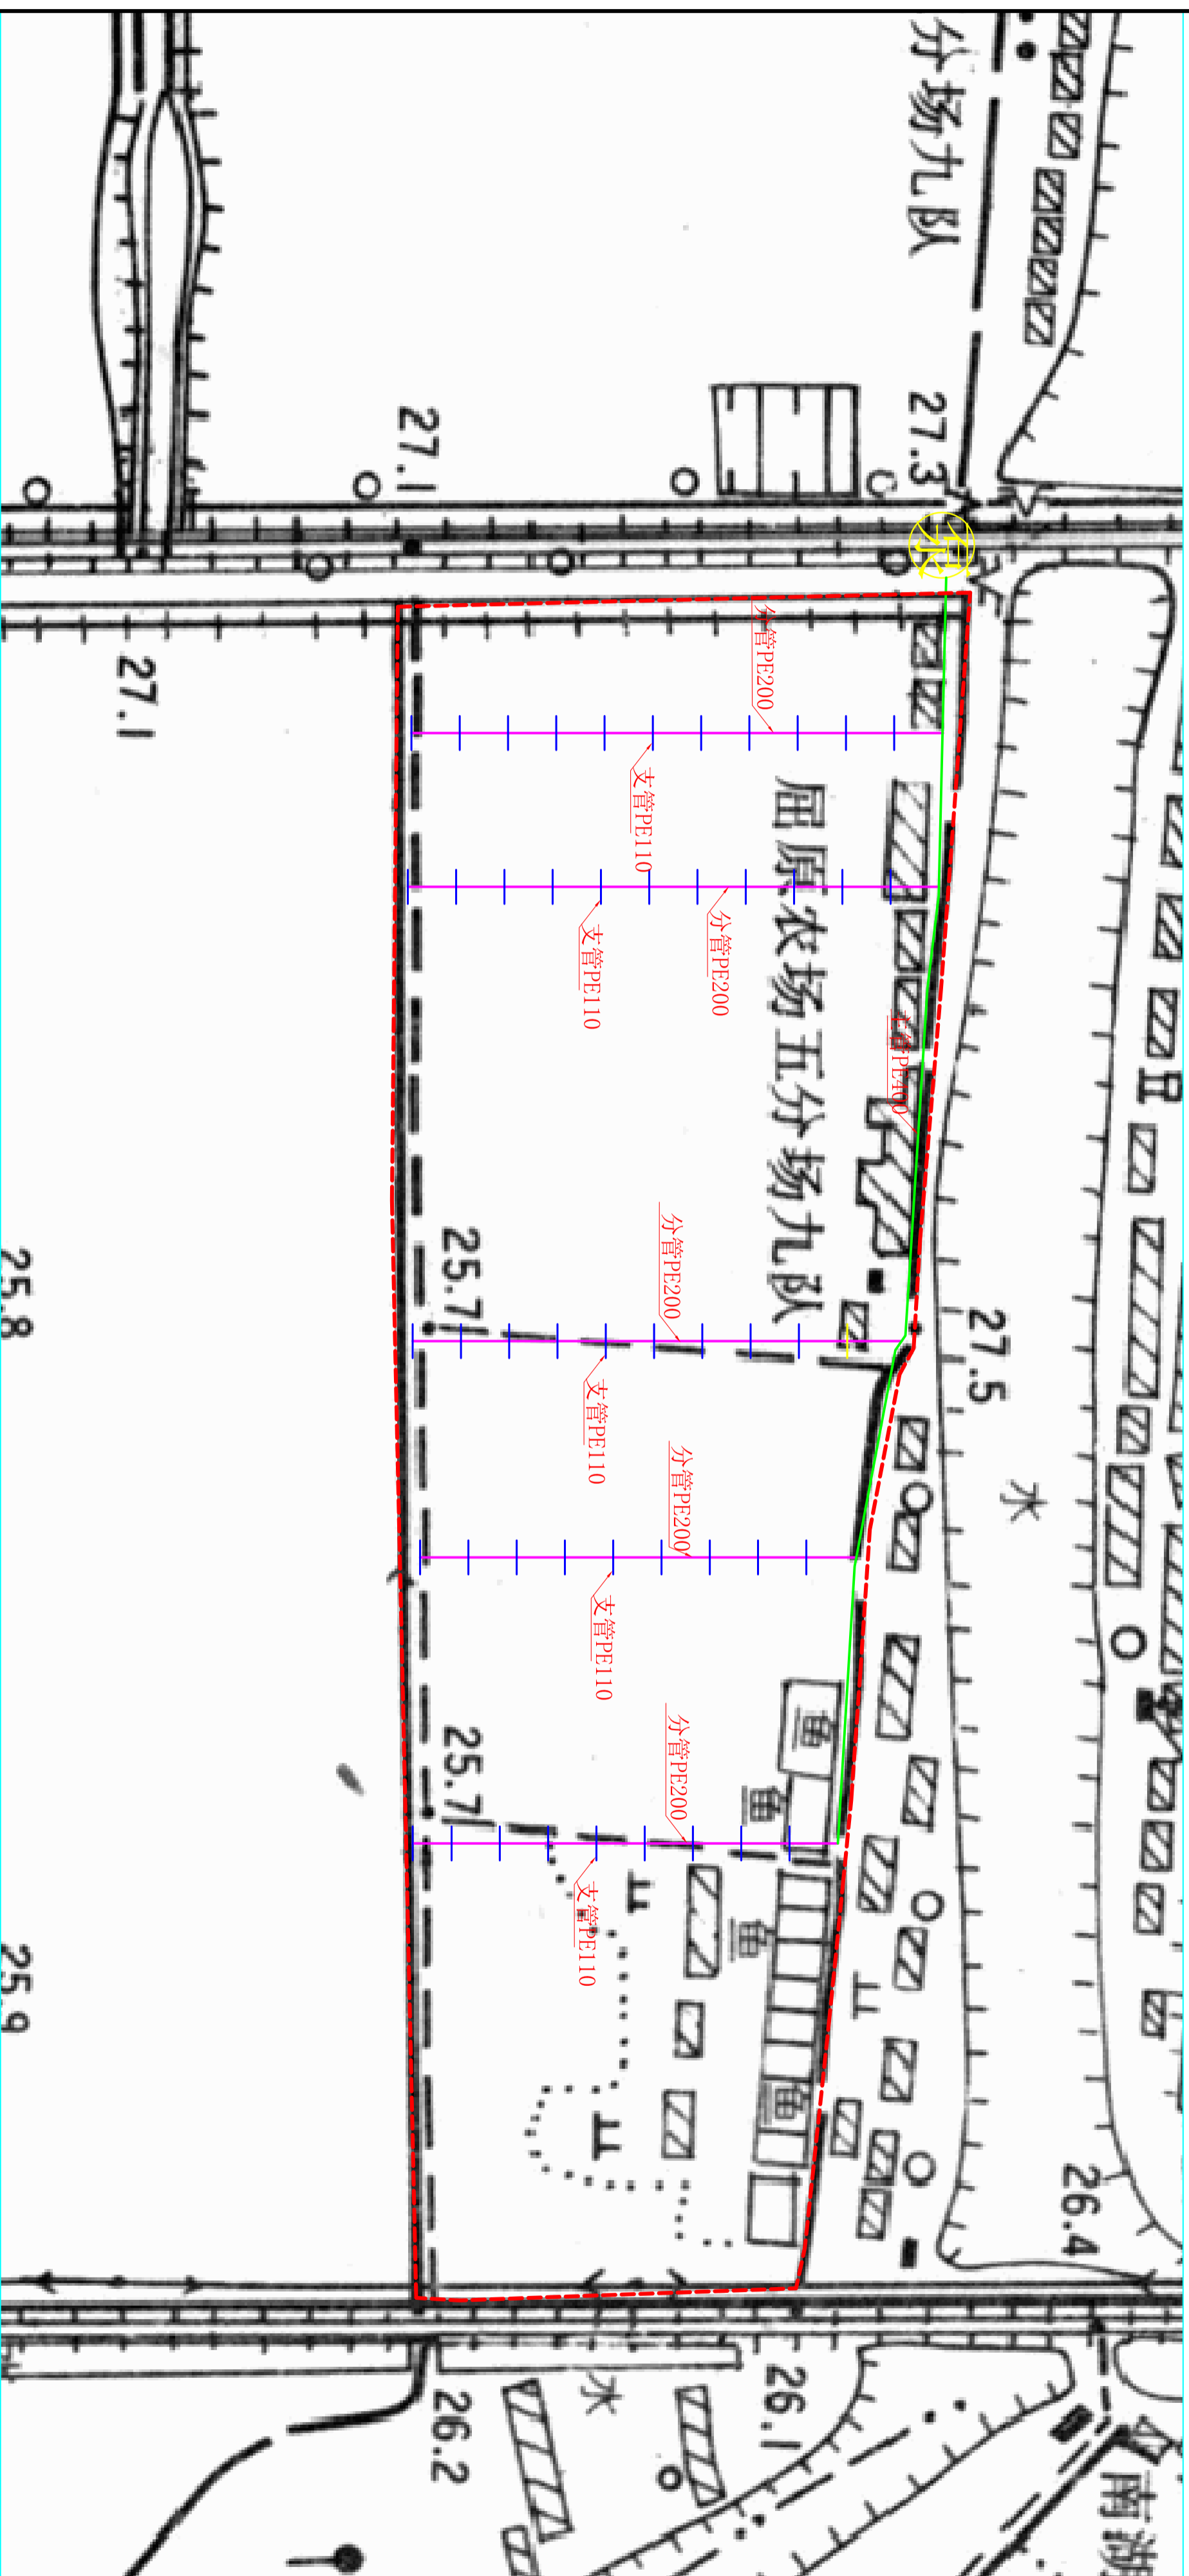 分场九队
27.3
27.1
27.1
分管PE200
支管PE110
屈原农场五分场九队
分管PE200
支管PE110
主管PE400
分管PE200
25.7
25.8
27.5
支管PE110
分管PE200
水
支管PE110
鱼
分管PE200
25.7
鱼
支管PE110
鱼
25.9
鱼
26.4
水
26.1
26.2
南湖